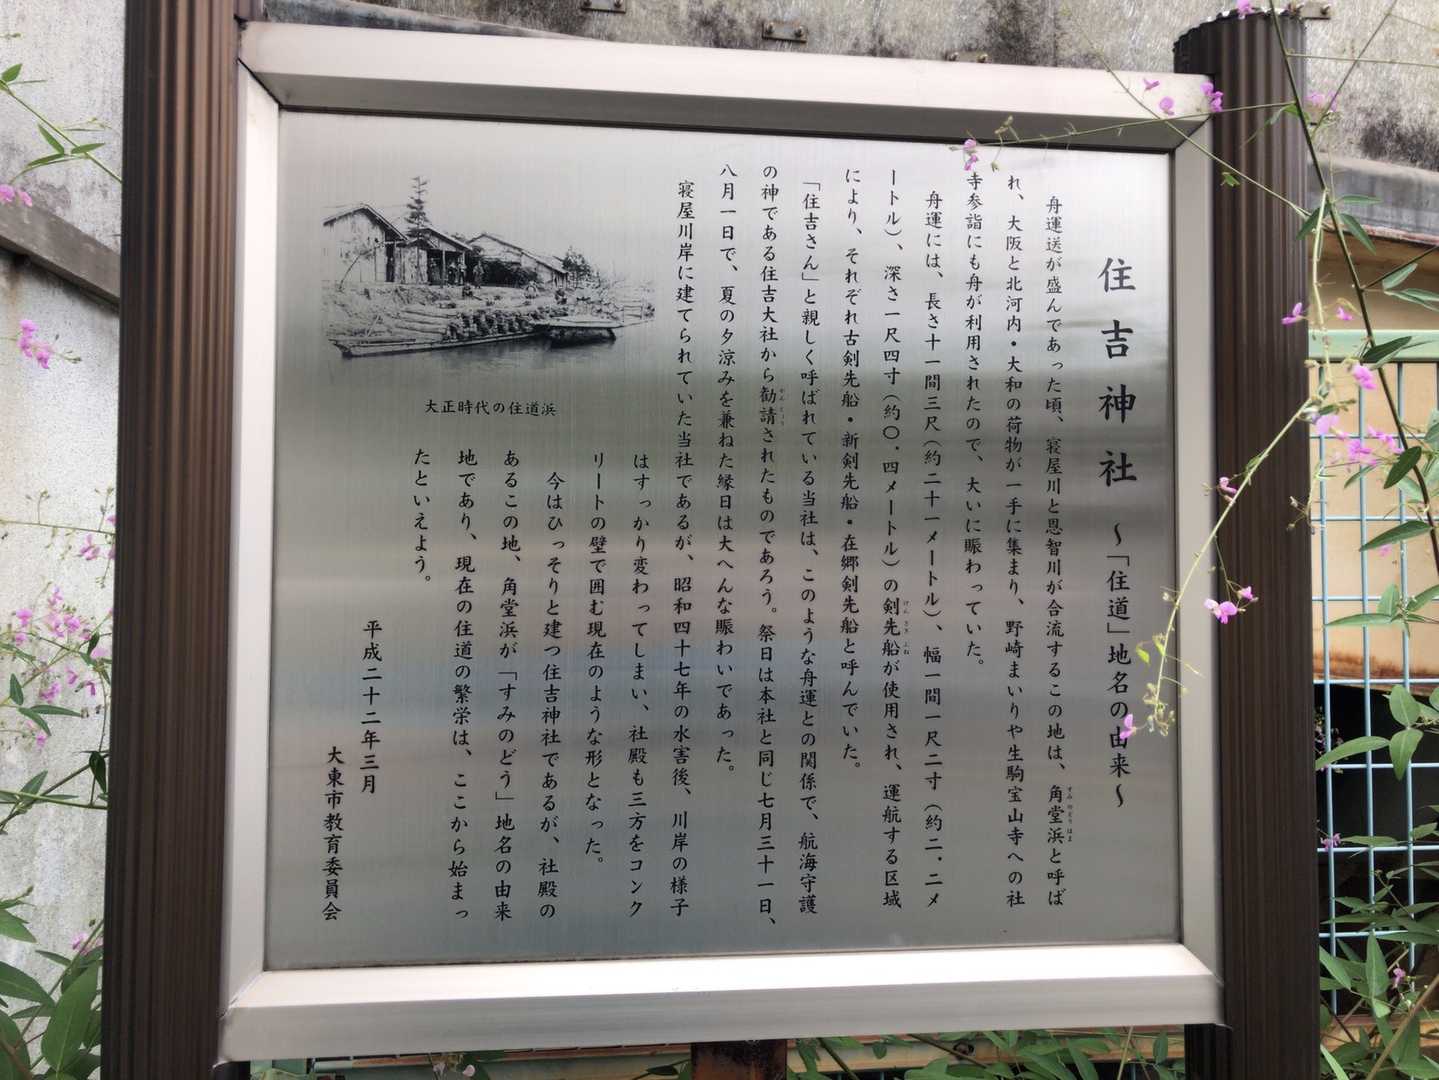 住吉神社 ～「住道」地名の由来～
舟運送が盛んであった頃、寝屋川と恩智川が合流するこの地は、角堂浜と呼ば
すみのどうはま
れ、大阪と北河内・大和の荷物が一手に集まり、野崎まいりや生駒宝山寺への社
寺参詣にも舟が利用されたので、大いに賑わっていた。
舟運には、長さ十一間三尺（約二十一メートル）、幅一間一尺二寸（約二．二メ
ートル）、深さ一尺四寸（約〇．四メートル）の剣先船が使用され、運航する区域
けんさきふね
により、それぞれ古剣先船・新剣先船・在郷剣先船と呼んでいた。
「住吉さん」と親しく呼ばれている当社は、このような舟運との関係で、航海守護
の神である住吉大社から勧請されたものであろう。祭日は本社と同じ七月三十一日、
かんじょう
八月一日で、夏の夕涼みを兼ねた縁日は大へんな賑わいであった。
寝屋川岸に建てられていた当社であるが、昭和四十七年の水害後、川岸の様子
はすっかり変わってしまい、社殿も三方をコンク
リートの壁で囲む現在のような形となった。
今はひっそりと建つ住吉神社であるが、社殿の
あるこの地、角堂浜が「すみのどう」地名の由来
地であり、現在の住道の繁栄は、ここから始まっ
たといえよう。
平成二十二年三月
大東市教育委員会
大正時代の住道浜